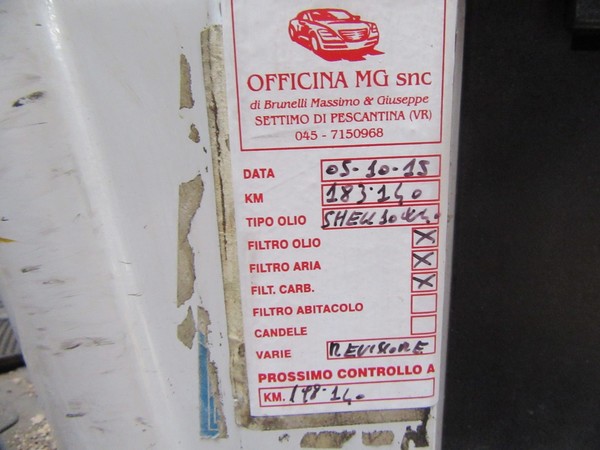 OFFICINA MG snc
di Brunelli Massimo & Giuseppe
SETTIMO DI PESCANTINA (VR)
045 - 7150968
DATA 05-10-15
KM 183.140
TIPO OLIO SHELL
FILTRO OLIO X
FILTRO ARIA X
FILT. CARB. X
FILTRO ABITACOLO
CANDELE
VARIE REVISIONE
PROSSIMO CONTROLLO A
KM. 198.140